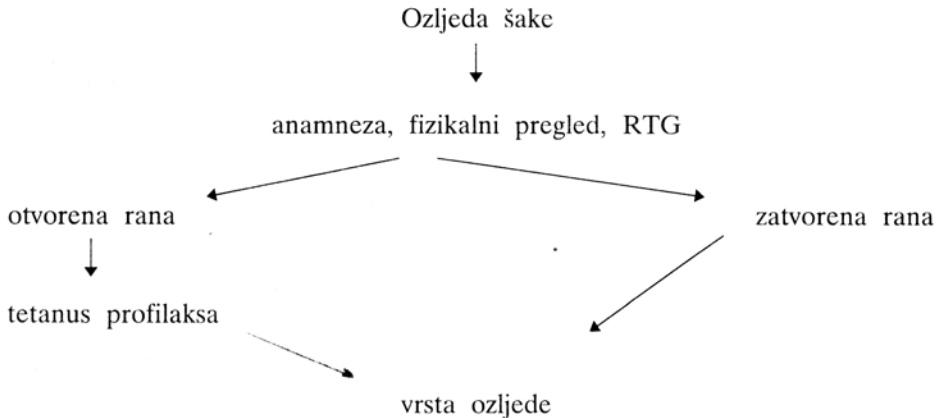 Ozljeda šake
anamneza, fizikalni pregled, RTG
otvorena rana
zatvorena rana
tetanus profilaksa
vrsta ozljede